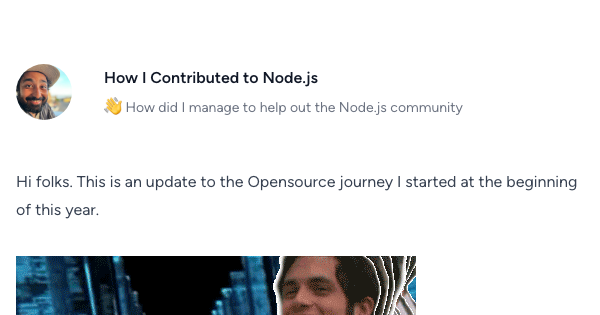 How I Contributed to Node.js
👋 How did I manage to help out the Node.js community
Hi folks. This is an update to the Opensource journey I started at the beginning
of this year.